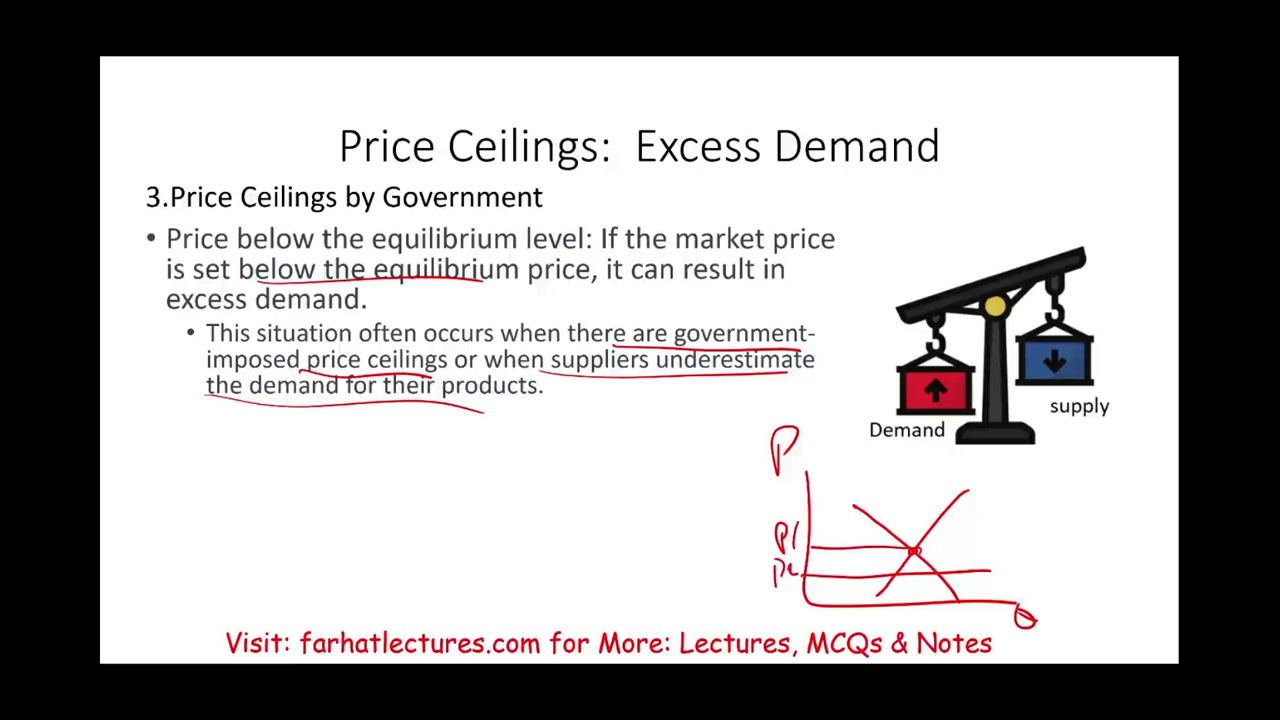 Price Ceilings: Excess Demand
3.Price Ceilings by Government
• Price below the equilibrium level: If the market price
is set below the equilibrium price, it can result in
excess demand.
• This situation often occurs when there are government-
imposed price ceilings or when suppliers underestimate
the demand for their products.
supply
Demand
P
P1
Q
Visit: farhatlectures.com for More: Lectures, MCQs & Notes